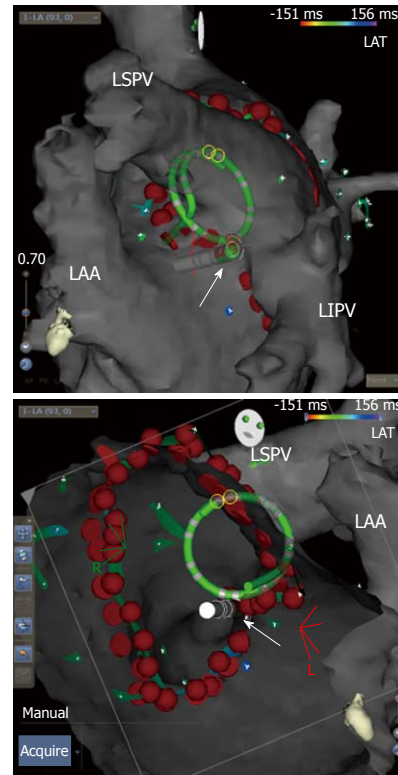 1-LA (93, 0)
-151 ms 156 ms
LAT
LSPV
0.70
LAA
LIPV
1-LA (93, 0)
-151 ms 156 ms
LAT
LSPV
LAA
R
L
Manual
Acquire